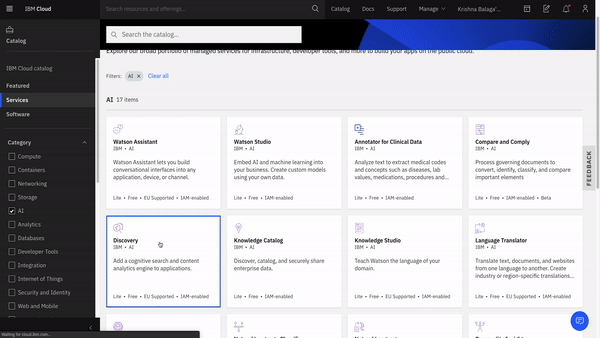 IBM Cloud
Search resources and offerings...
Catalog
Docs
Support
Manage
Krishna Balaga'...
Catalog
IBM Cloud catalog
Featured
Services
Software
Category
Compute
Containers
Networking
Storage
AI
Analytics
Databases
Developer Tools
Integration
Internet of Things
Security and Identity
Web and Mobile
Waiting for cloud.ibm.com...
Search the catalog...
Explore our broad portfolio of managed services for infrastructure, developer tools, and more to build your apps on the public cloud.
Filters:
AI ×
Clear all
AI 17 items
Watson Assistant
IBM • AI
Watson Assistant lets you build
conversational interfaces into any
application, device, or channel.
Lite • Free • EU Supported • IAM-enabled
Watson Studio
IBM • AI
Embed AI and machine learning into
your business. Create custom models
using your own data.
Lite • Free • IAM-enabled
Annotator for Clinical Data
IBM • AI
Analyze text to extract medical codes
and concepts such as diseases, lab
values, medications, procedures and...
Lite • Free • IAM-enabled
Compare and Comply
IBM • AI
Process governing documents to
convert, identify, classify, and compare
important elements
Lite • Free • IAM-enabled • Beta
Discovery
IBM • AI
Add a cognitive search and content
analytics engine to applications.
Lite • Free • EU Supported • IAM-enabled
Knowledge Catalog
IBM • AI
Discover, catalog, and securely share
enterprise data.
Lite • Free • IAM-enabled
Knowledge Studio
IBM • AI
Teach Watson the language of your
domain.
Lite • Free • EU Supported • IAM-enabled
Language Translator
IBM • AI
Translate text, documents, and websites
from one language to another. Create
industry or region-specific translations...
Lite • Free • EU Supported • IAM-enabled
FEEDBACK